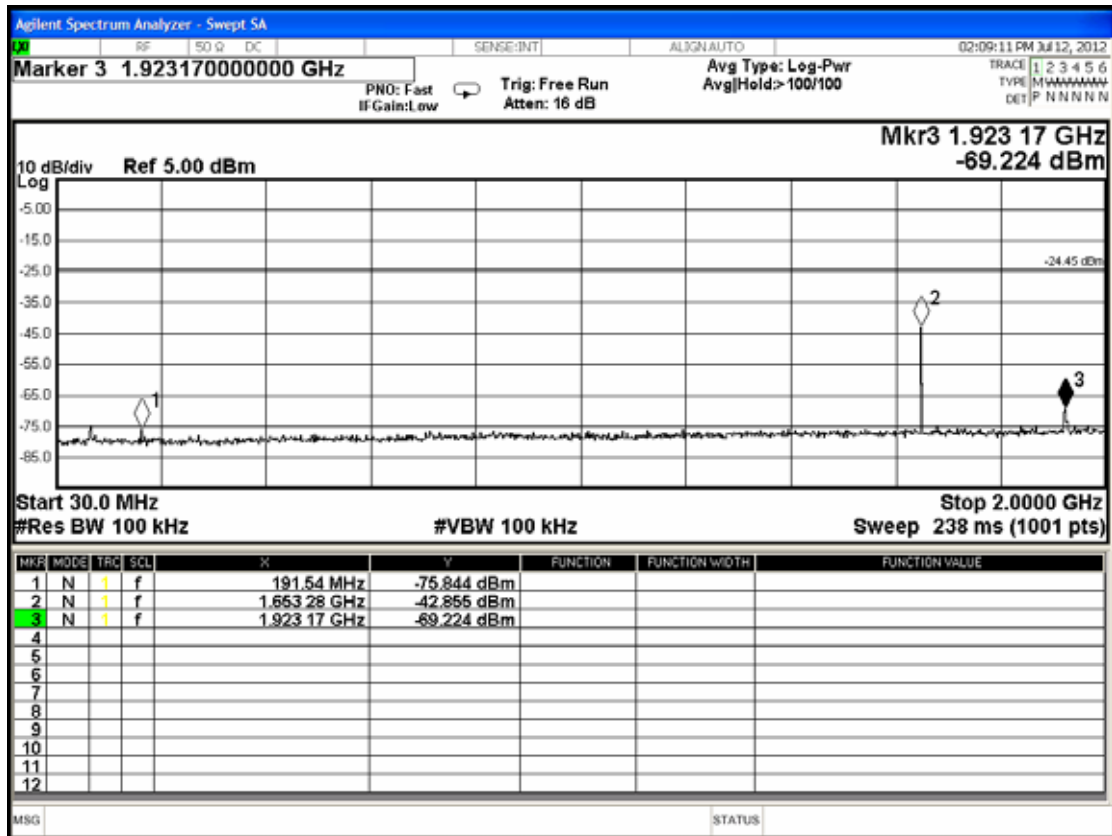 Agilent Spectrum Analyzer - Swept SA
LXI RF 50 Ω DC SENSE:INT ALIGNAUTO 02:09:11 PM Jul 12, 2012
Marker 3 1.923170000000 GHz
PNO: Fast
IFGain:Low
Trig: Free Run
Atten: 16 dB
Avg Type: Log-Pwr
Avg|Hold:>100/100
TRACE 1 2 3 4 5 6
TYPE M WWWWW
DET P N N N N N
Mkr3 1.923 17 GHz
-69.224 dBm
10 dB/div Ref 5.00 dBm
Log
-5.00
-15.0
-25.0
-24.45 dBm
-35.0
2
-45.0
-55.0
-65.0
1
3
-75.0
-85.0
Start 30.0 MHz Stop 2.0000 GHz
#Res BW 100 kHz #VBW 100 kHz Sweep 238 ms (1001 pts)
MKR MODE TRC SCL X Y FUNCTION FUNCTION WIDTH FUNCTION VALUE
1 N 1 f 191.54 MHz -75.844 dBm
2 N 1 f 1.653 28 GHz -42.855 dBm
3 N 1 f 1.923 17 GHz -69.224 dBm
4
5
6
7
8
9
10
11
12
MSG STATUS